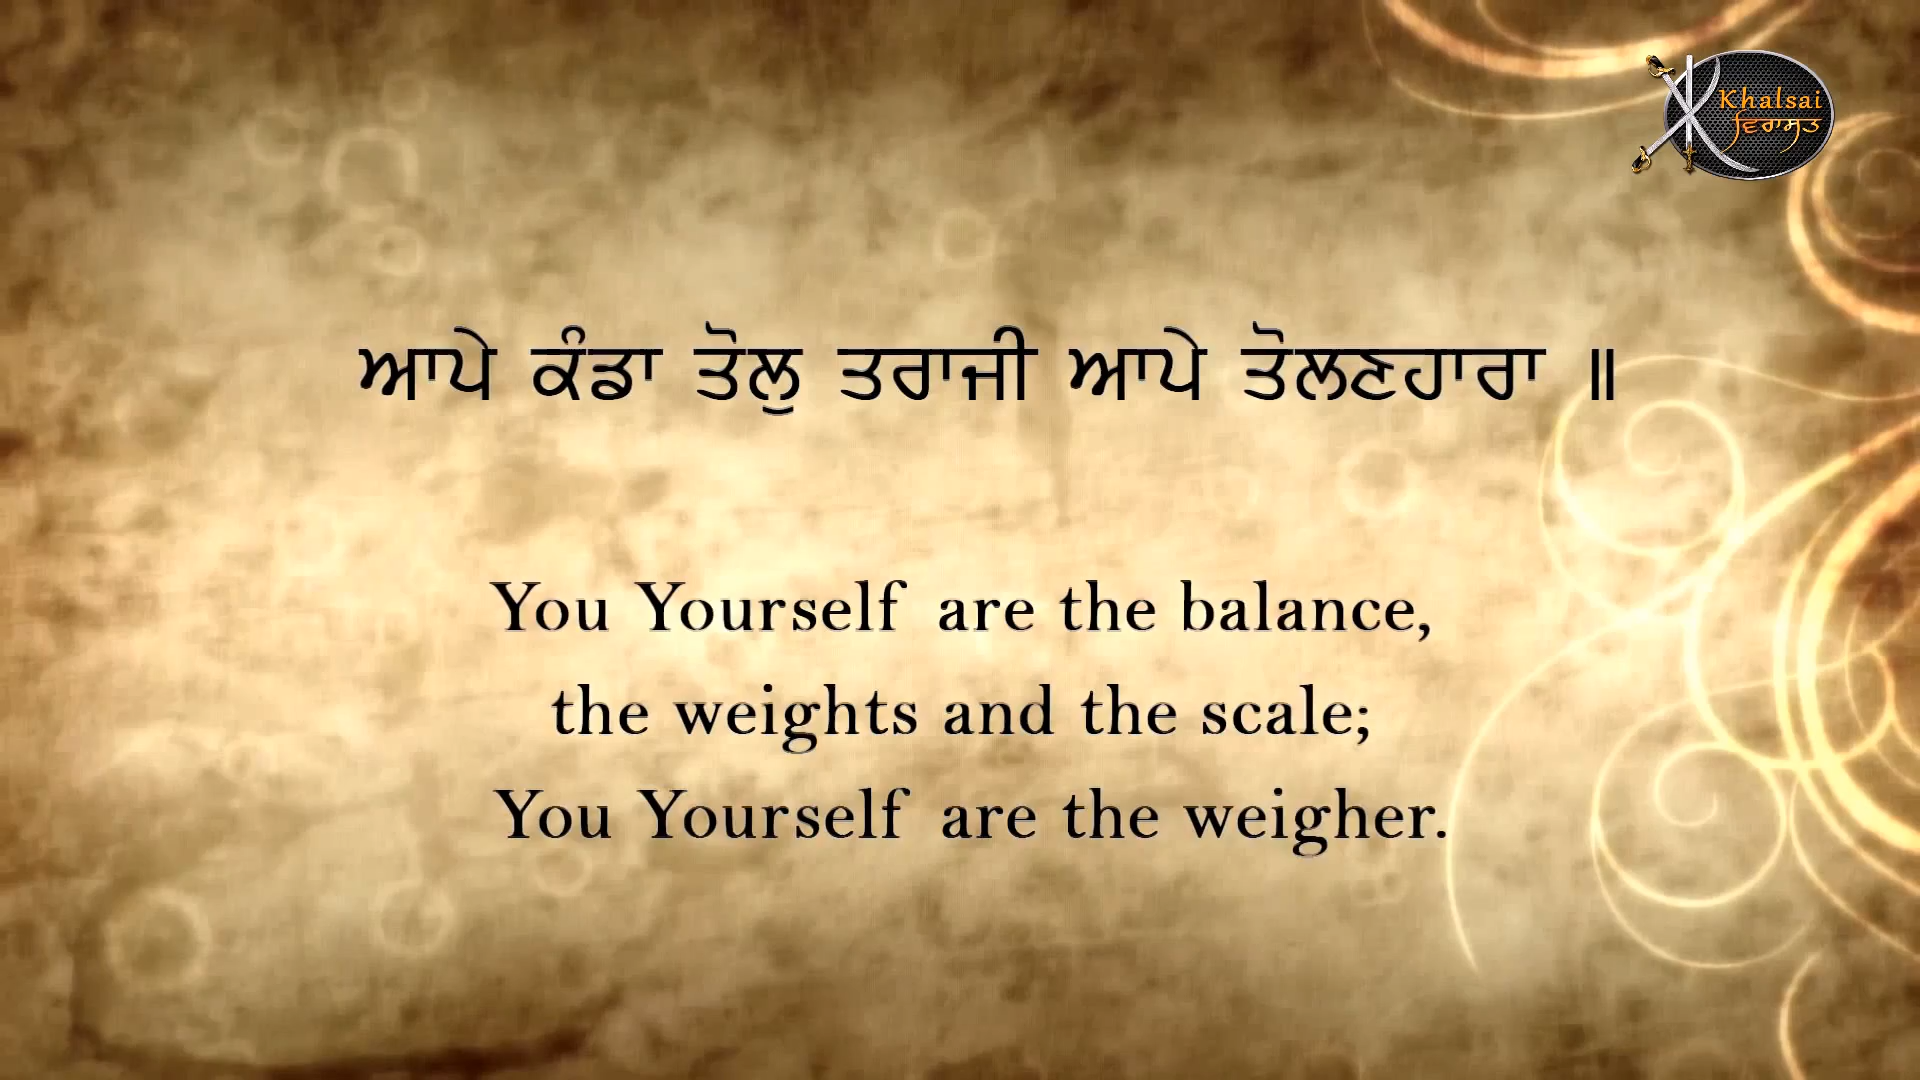 Khalsai
ਵਿਰਾਸਤ
ਆਪੇ ਕੰਡਾ ਤੋਲੁ ਤਰਾਜੀ ਆਪੇ ਤੋਲਣਹਾਰਾ ॥
You Yourself are the balance,
the weights and the scale;
You Yourself are the weigher.